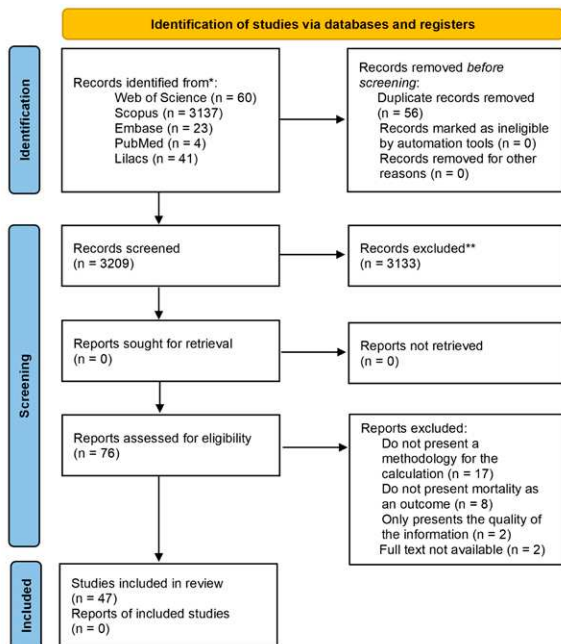 Identification of studies via databases and registers
Identification
Records identified from*:
Web of Science (n = 60)
Scopus (n = 3137)
Embase (n = 23)
PubMed (n = 4)
Lilacs (n = 41)
Records removed before
screening:
Duplicate records removed
(n = 56)
Records marked as ineligible
by automation tools (n = 0)
Records removed for other
reasons (n = 0)
Screening
Records screened
(n = 3209)
Records excluded**
(n = 3133)
Reports sought for retrieval
(n = 0)
Reports not retrieved
(n = 0)
Reports assessed for eligibility
(n = 76)
Reports excluded:
Do not present a
methodology for the
calculation (n = 17)
Do not present mortality as
an outcome (n = 8)
Only presents the quality of
the information (n = 2)
Full text not available (n = 2)
Included
Studies included in review
(n = 47)
Reports of included studies
(n = 0)